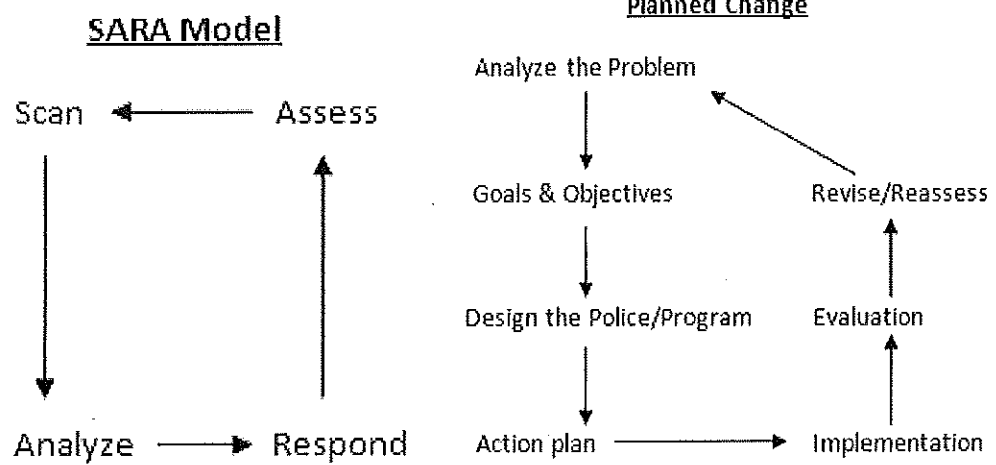 SARA Model
Scan
Assess
Analyze
Respond
Planned Change
Analyze the Problem
Goals & Objectives
Revise/Reassess
Design the Police/Program
Evaluation
Action plan
Implementation